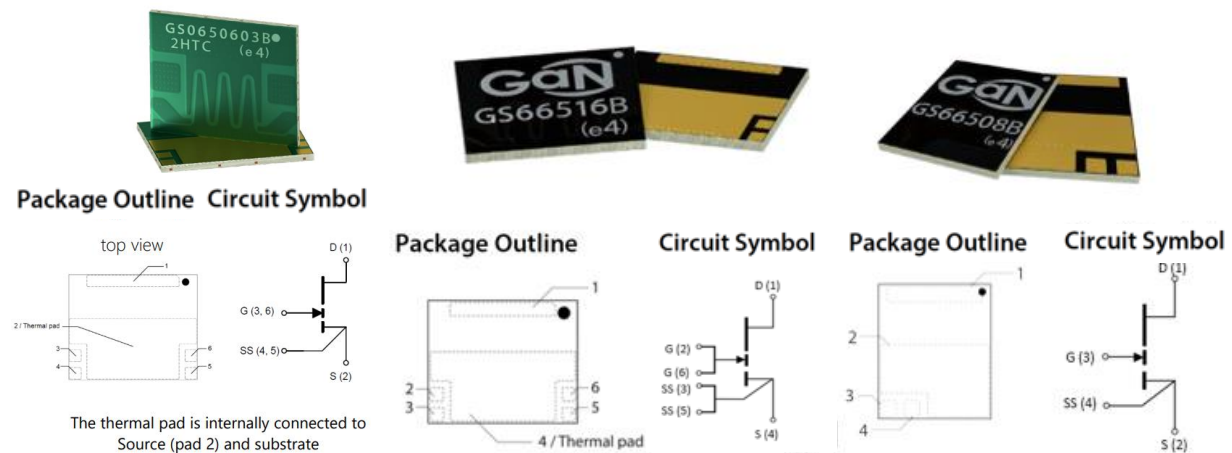 GS0650603B
2HTC (e4)
Package Outline Circuit Symbol
top view
1
2 / Thermal pad
3
4
6
5
D (1)
G (3, 6)
SS (4, 5)
S (2)
The thermal pad is internally connected to
Source (pad 2) and substrate
GaN
GS66516B
(e4)
Package Outline Circuit Symbol
1
2
3
6
5
4 / Thermal pad
D (1)
G (2)
G (6)
SS (3)
SS (5)
S (4)
GaN
GS66508B
(e4)
Package Outline Circuit Symbol
1
2
3
4
D (1)
G (3)
SS (4)
S (2)